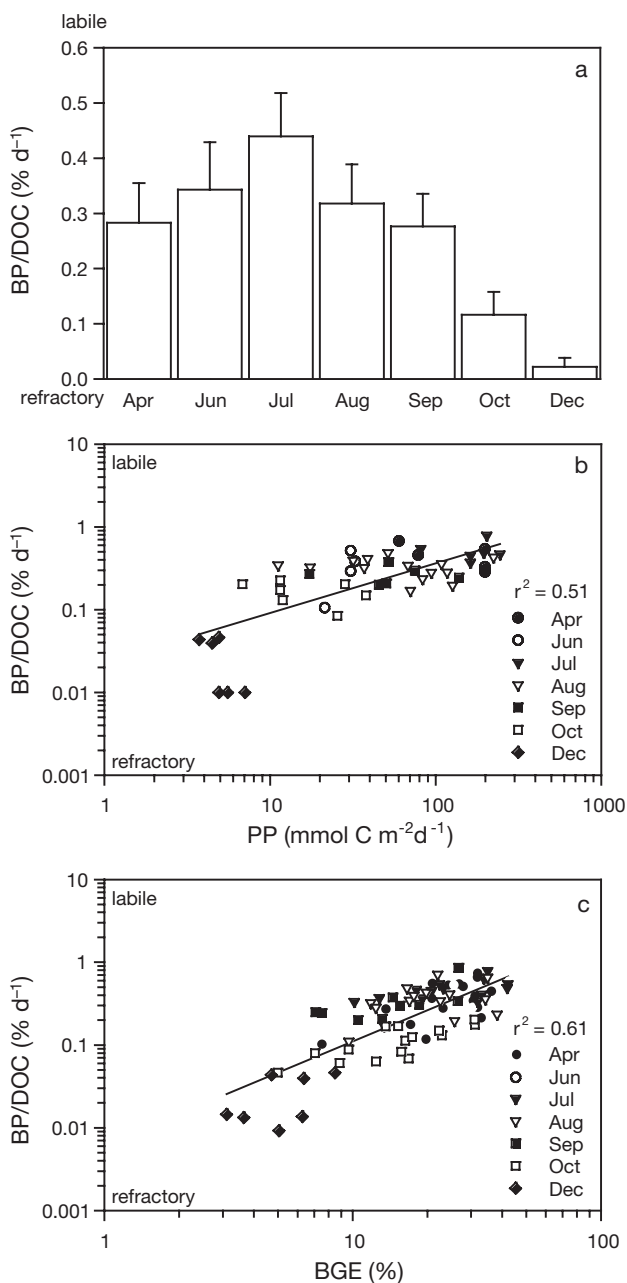 labile
a
BP/DOC (% d⁻¹)
0.6
0.5
0.4
0.3
0.2
0.1
0.0
refractory
Apr Jun Jul Aug Sep Oct Dec
labile
b
BP/DOC (% d⁻¹)
10
1
0.1
0.01
0.001
r² = 0.51
Apr
Jun
Jul
Aug
Sep
Oct
Dec
refractory
1 10 100 1000
PP (mmol C m⁻²d⁻¹)
labile
c
BP/DOC (% d⁻¹)
10
1
0.1
0.01
0.001
r² = 0.61
Apr
Jun
Jul
Aug
Sep
Oct
Dec
refractory
1 10 100
BGE (%)